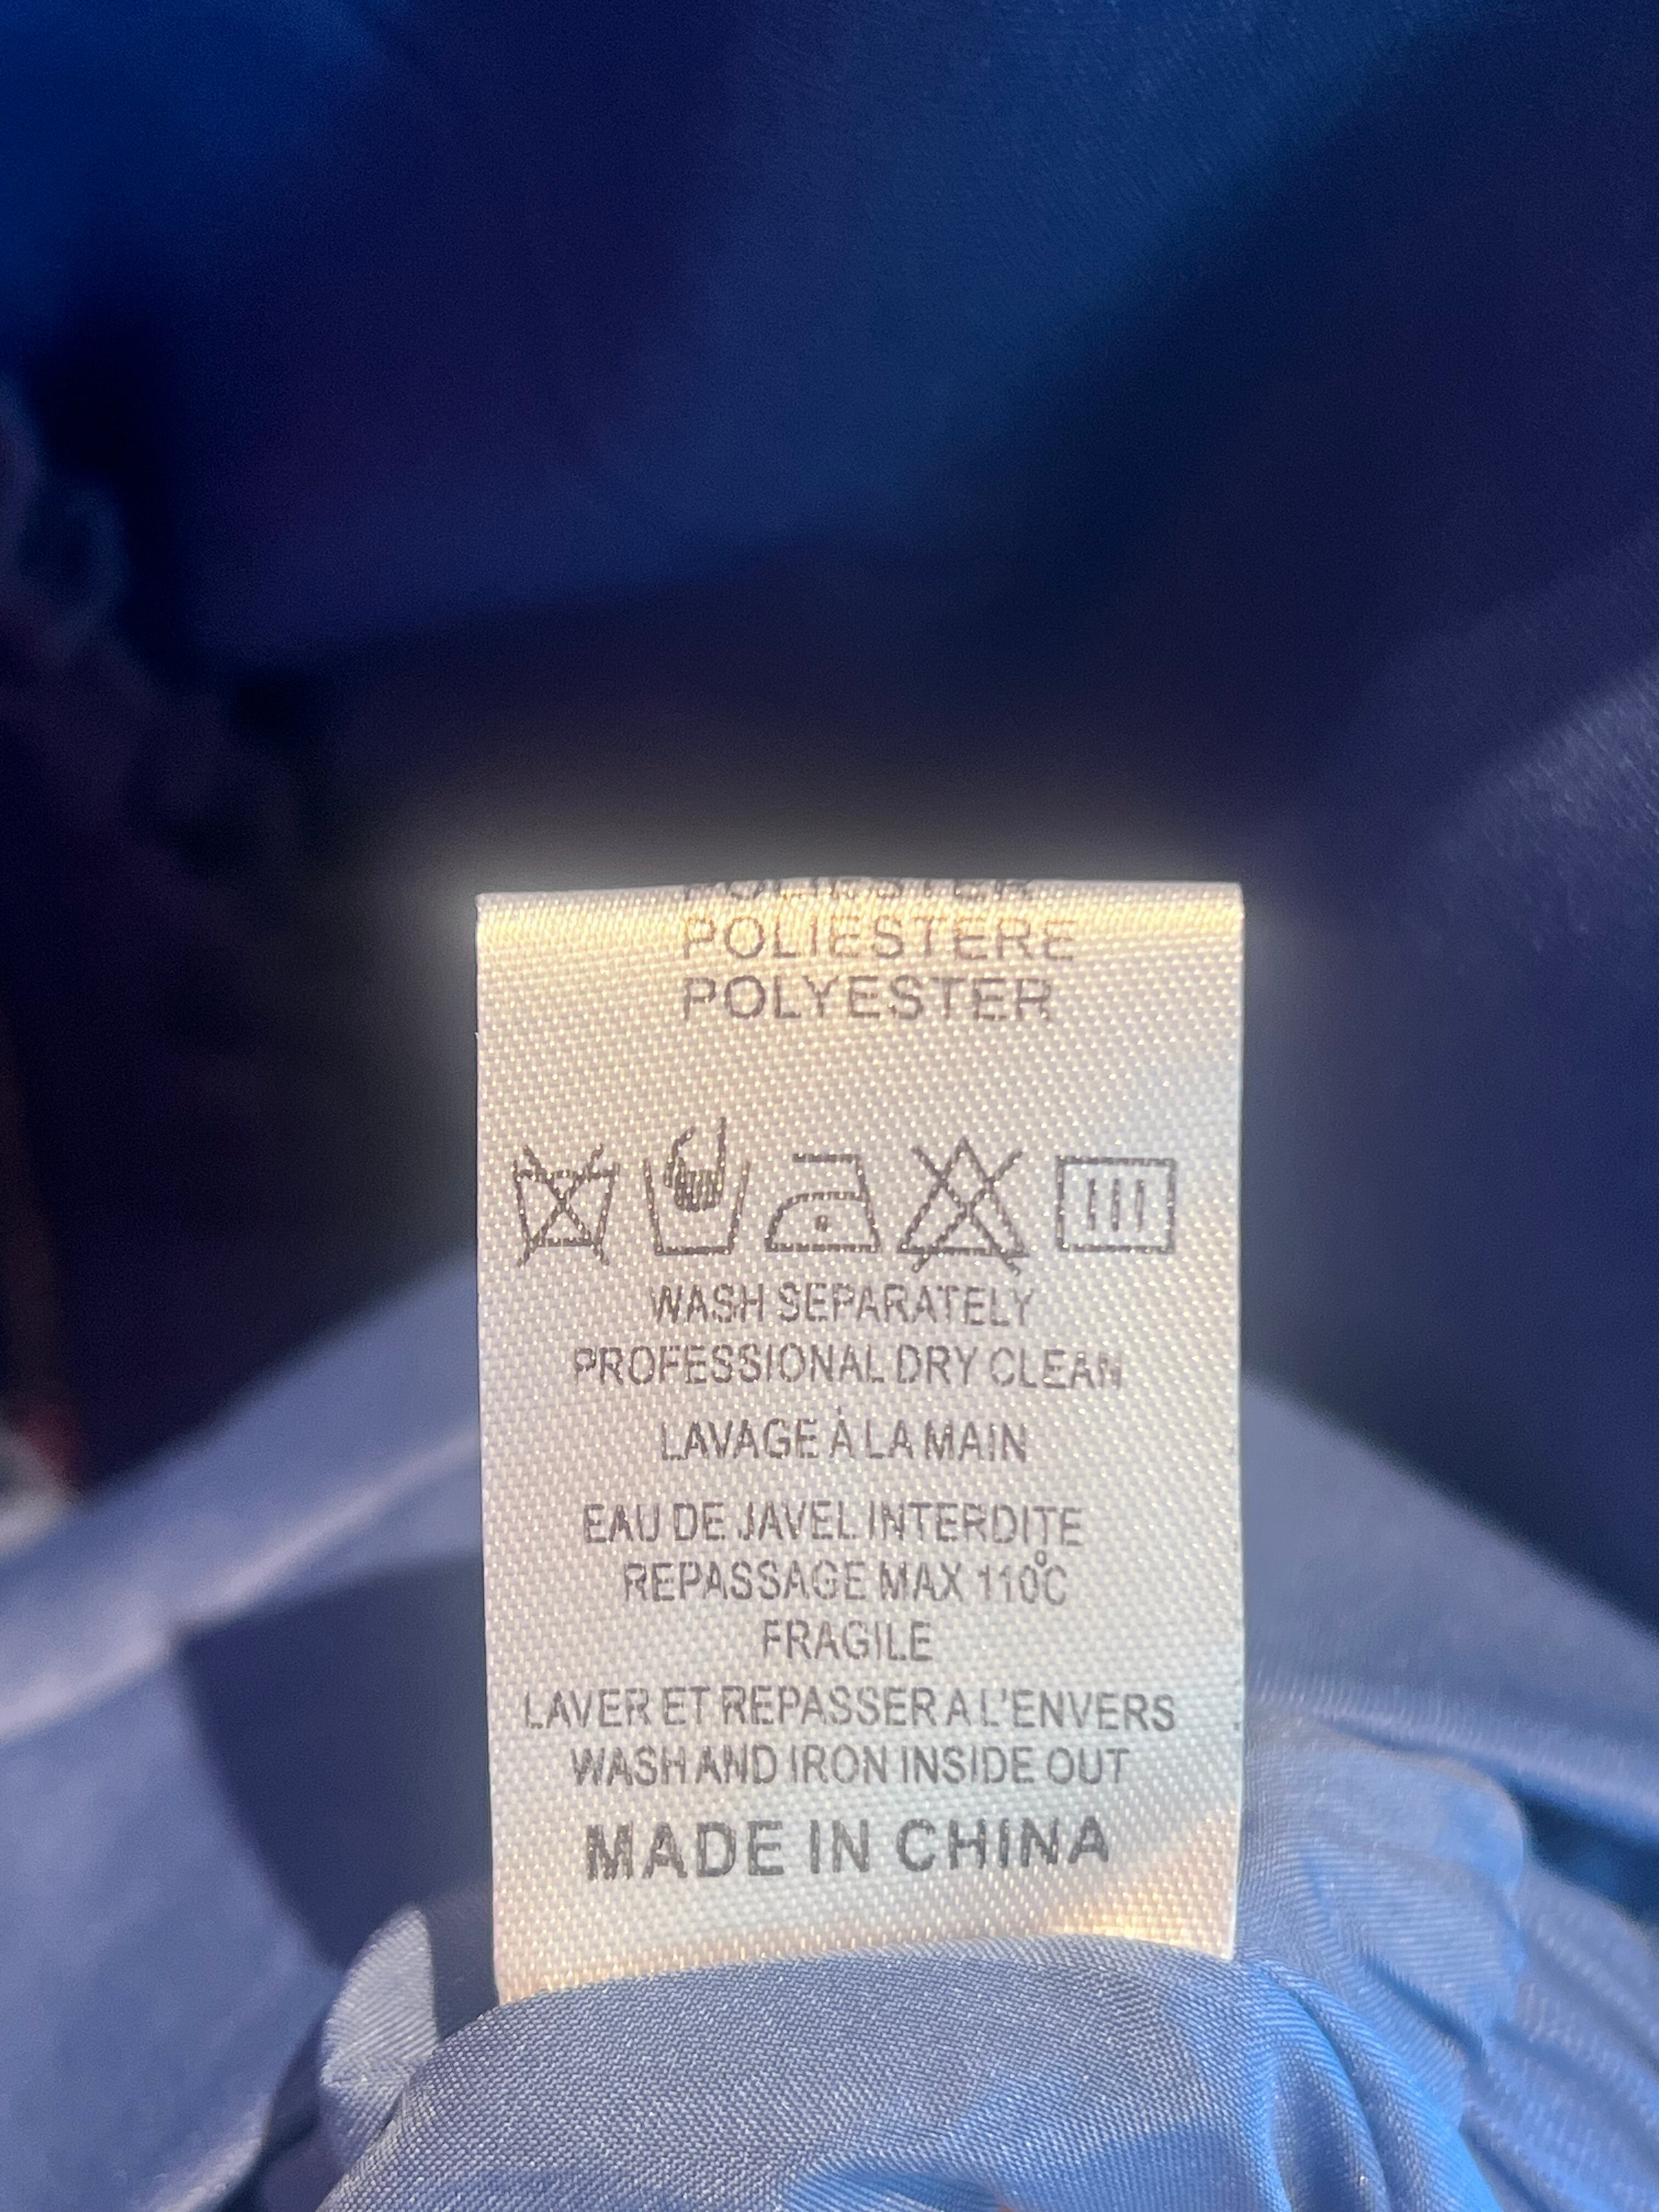 POLIESTER
POLIESTERE
POLYESTER
WASH SEPARATELY
PROFESSIONAL DRY CLEAN
LAVAGE À LA MAIN
EAU DE JAVEL INTERDITE
REPASSAGE MAX 110°C
FRAGILE
LAVER ET REPASSER A L'ENVERS
WASH AND IRON INSIDE OUT
MADE IN CHINA